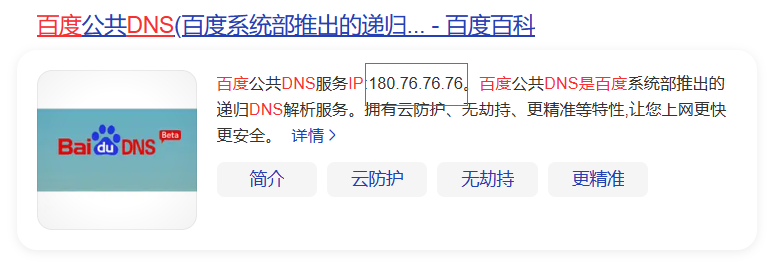 百度公共DNS(百度系统部推出的递归... - 百度百科
Baidu DNS Beta
百度公共DNS服务IP:180.76.76.76。百度公共DNS是百度系统部推出的
递归DNS解析服务。拥有云防护、无劫持、更精准等特性,让您上网更快
更安全。 详情 >
简介 云防护 无劫持 更精准